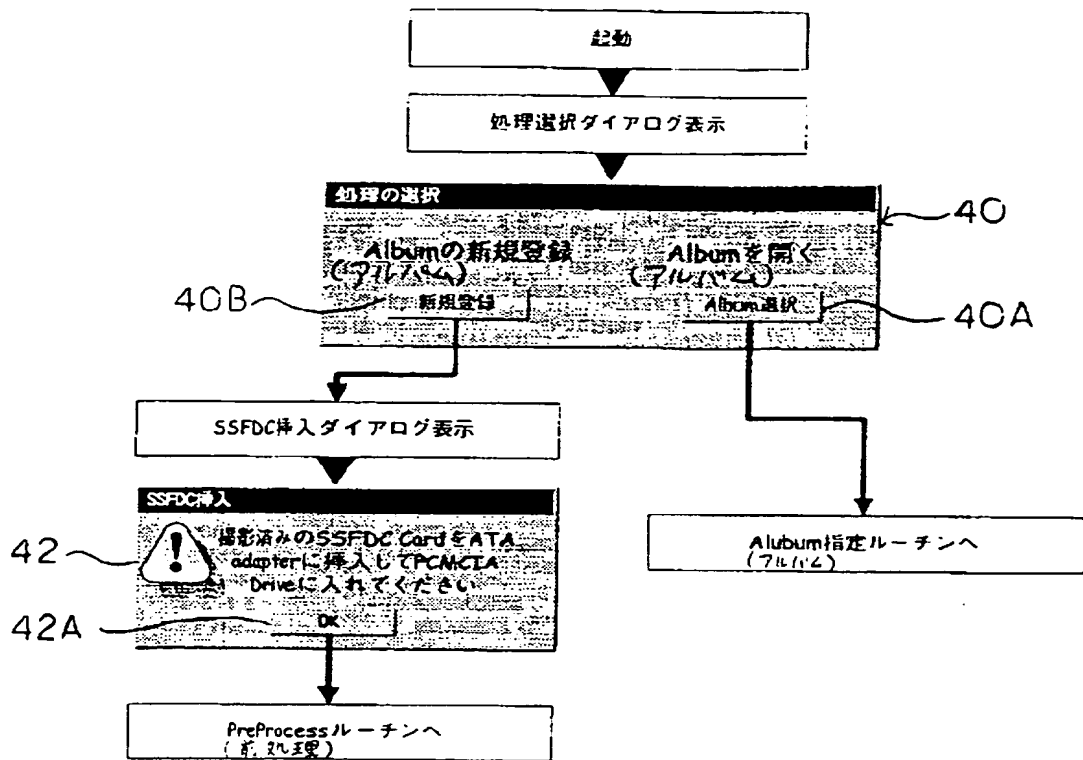 起動
処理選択ダイアログ表示
処理の選択
40
Albumの新規登録
(アルバム)
Albumを開く
(アルバム)
40B
新規登録
Album選択
40A
SSFDC挿入ダイアログ表示
SSFDC挿入
42
撮影済みのSSFDC CardをATA
adapterに挿入してPCMCIA
Driveに入れてください
42A
OK
Alubum指定ルーチンへ
(アルバム)
PreProcessルーチンへ
(前処理)